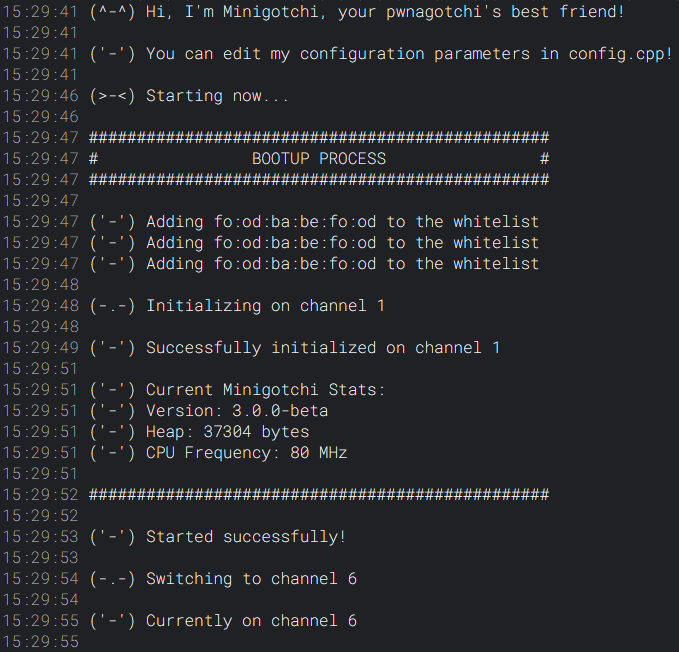 15:29:41 (^-^) Hi, I'm Minigotchi, your pwnagotchi's best friend!
15:29:41
15:29:41 ('-') You can edit my configuration parameters in config.cpp!
15:29:41
15:29:46 (>-<) Starting now...
15:29:46
15:29:47 ################################################
15:29:47 #                BOOTUP PROCESS                #
15:29:47 ################################################
15:29:47
15:29:47 ('-') Adding fo:od:ba:be:fo:od to the whitelist
15:29:47 ('-') Adding fo:od:ba:be:fo:od to the whitelist
15:29:47 ('-') Adding fo:od:ba:be:fo:od to the whitelist
15:29:48
15:29:48 (-.-) Initializing on channel 1
15:29:48
15:29:49 ('-') Successfully initialized on channel 1
15:29:51
15:29:51 ('-') Current Minigotchi Stats:
15:29:51 ('-') Version: 3.0.0-beta
15:29:51 ('-') Heap: 37304 bytes
15:29:51 ('-') CPU Frequency: 80 MHz
15:29:51
15:29:52 ################################################
15:29:52
15:29:53 ('-') Started successfully!
15:29:53
15:29:54 (-.-) Switching to channel 6
15:29:54
15:29:55 ('-') Currently on channel 6
15:29:55